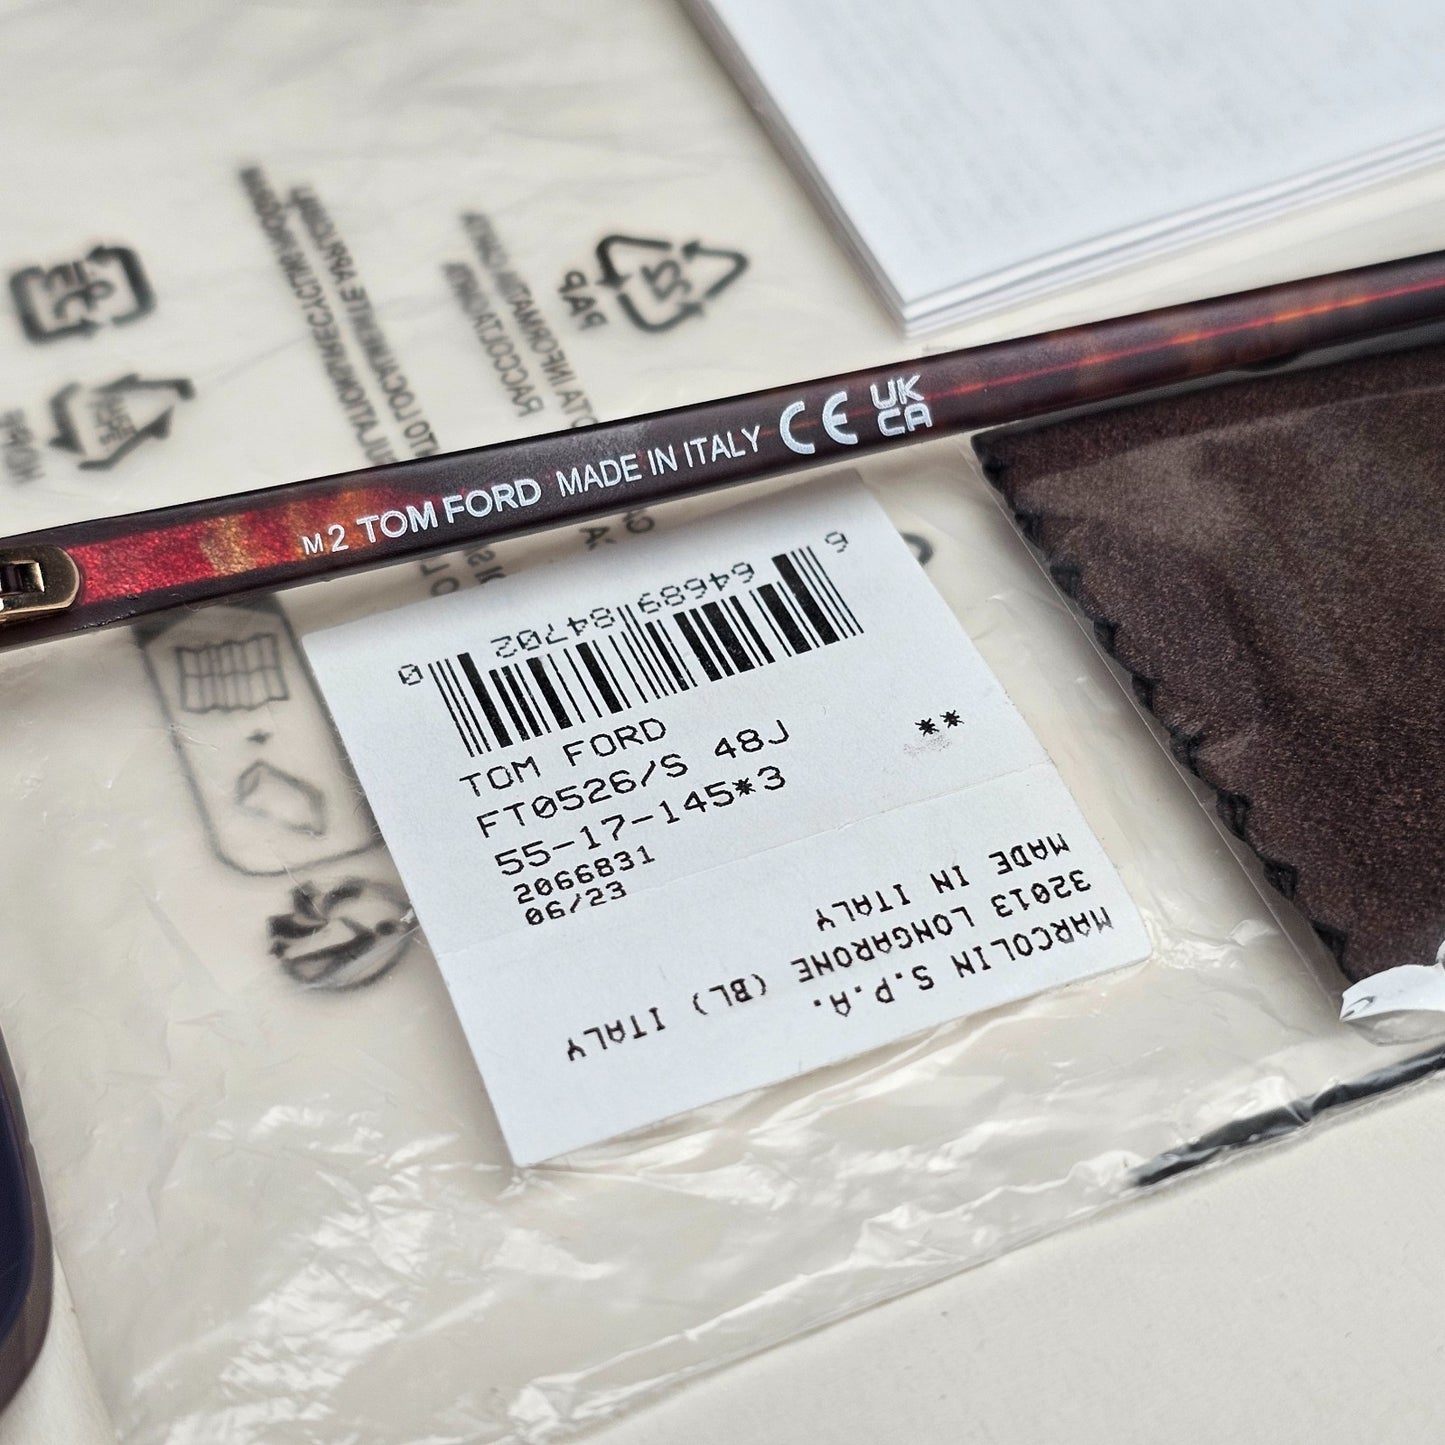 M2 TOM FORD MADE IN ITALY CE UK CA
0 84702 64689 6
TOM FORD
FT0526/S 48J **
55-17-145*3
2066831
06/23
MARCOLIN S.P.A.
32013 LONGARONE (BL) ITALY
MADE IN ITALY
PAP
22